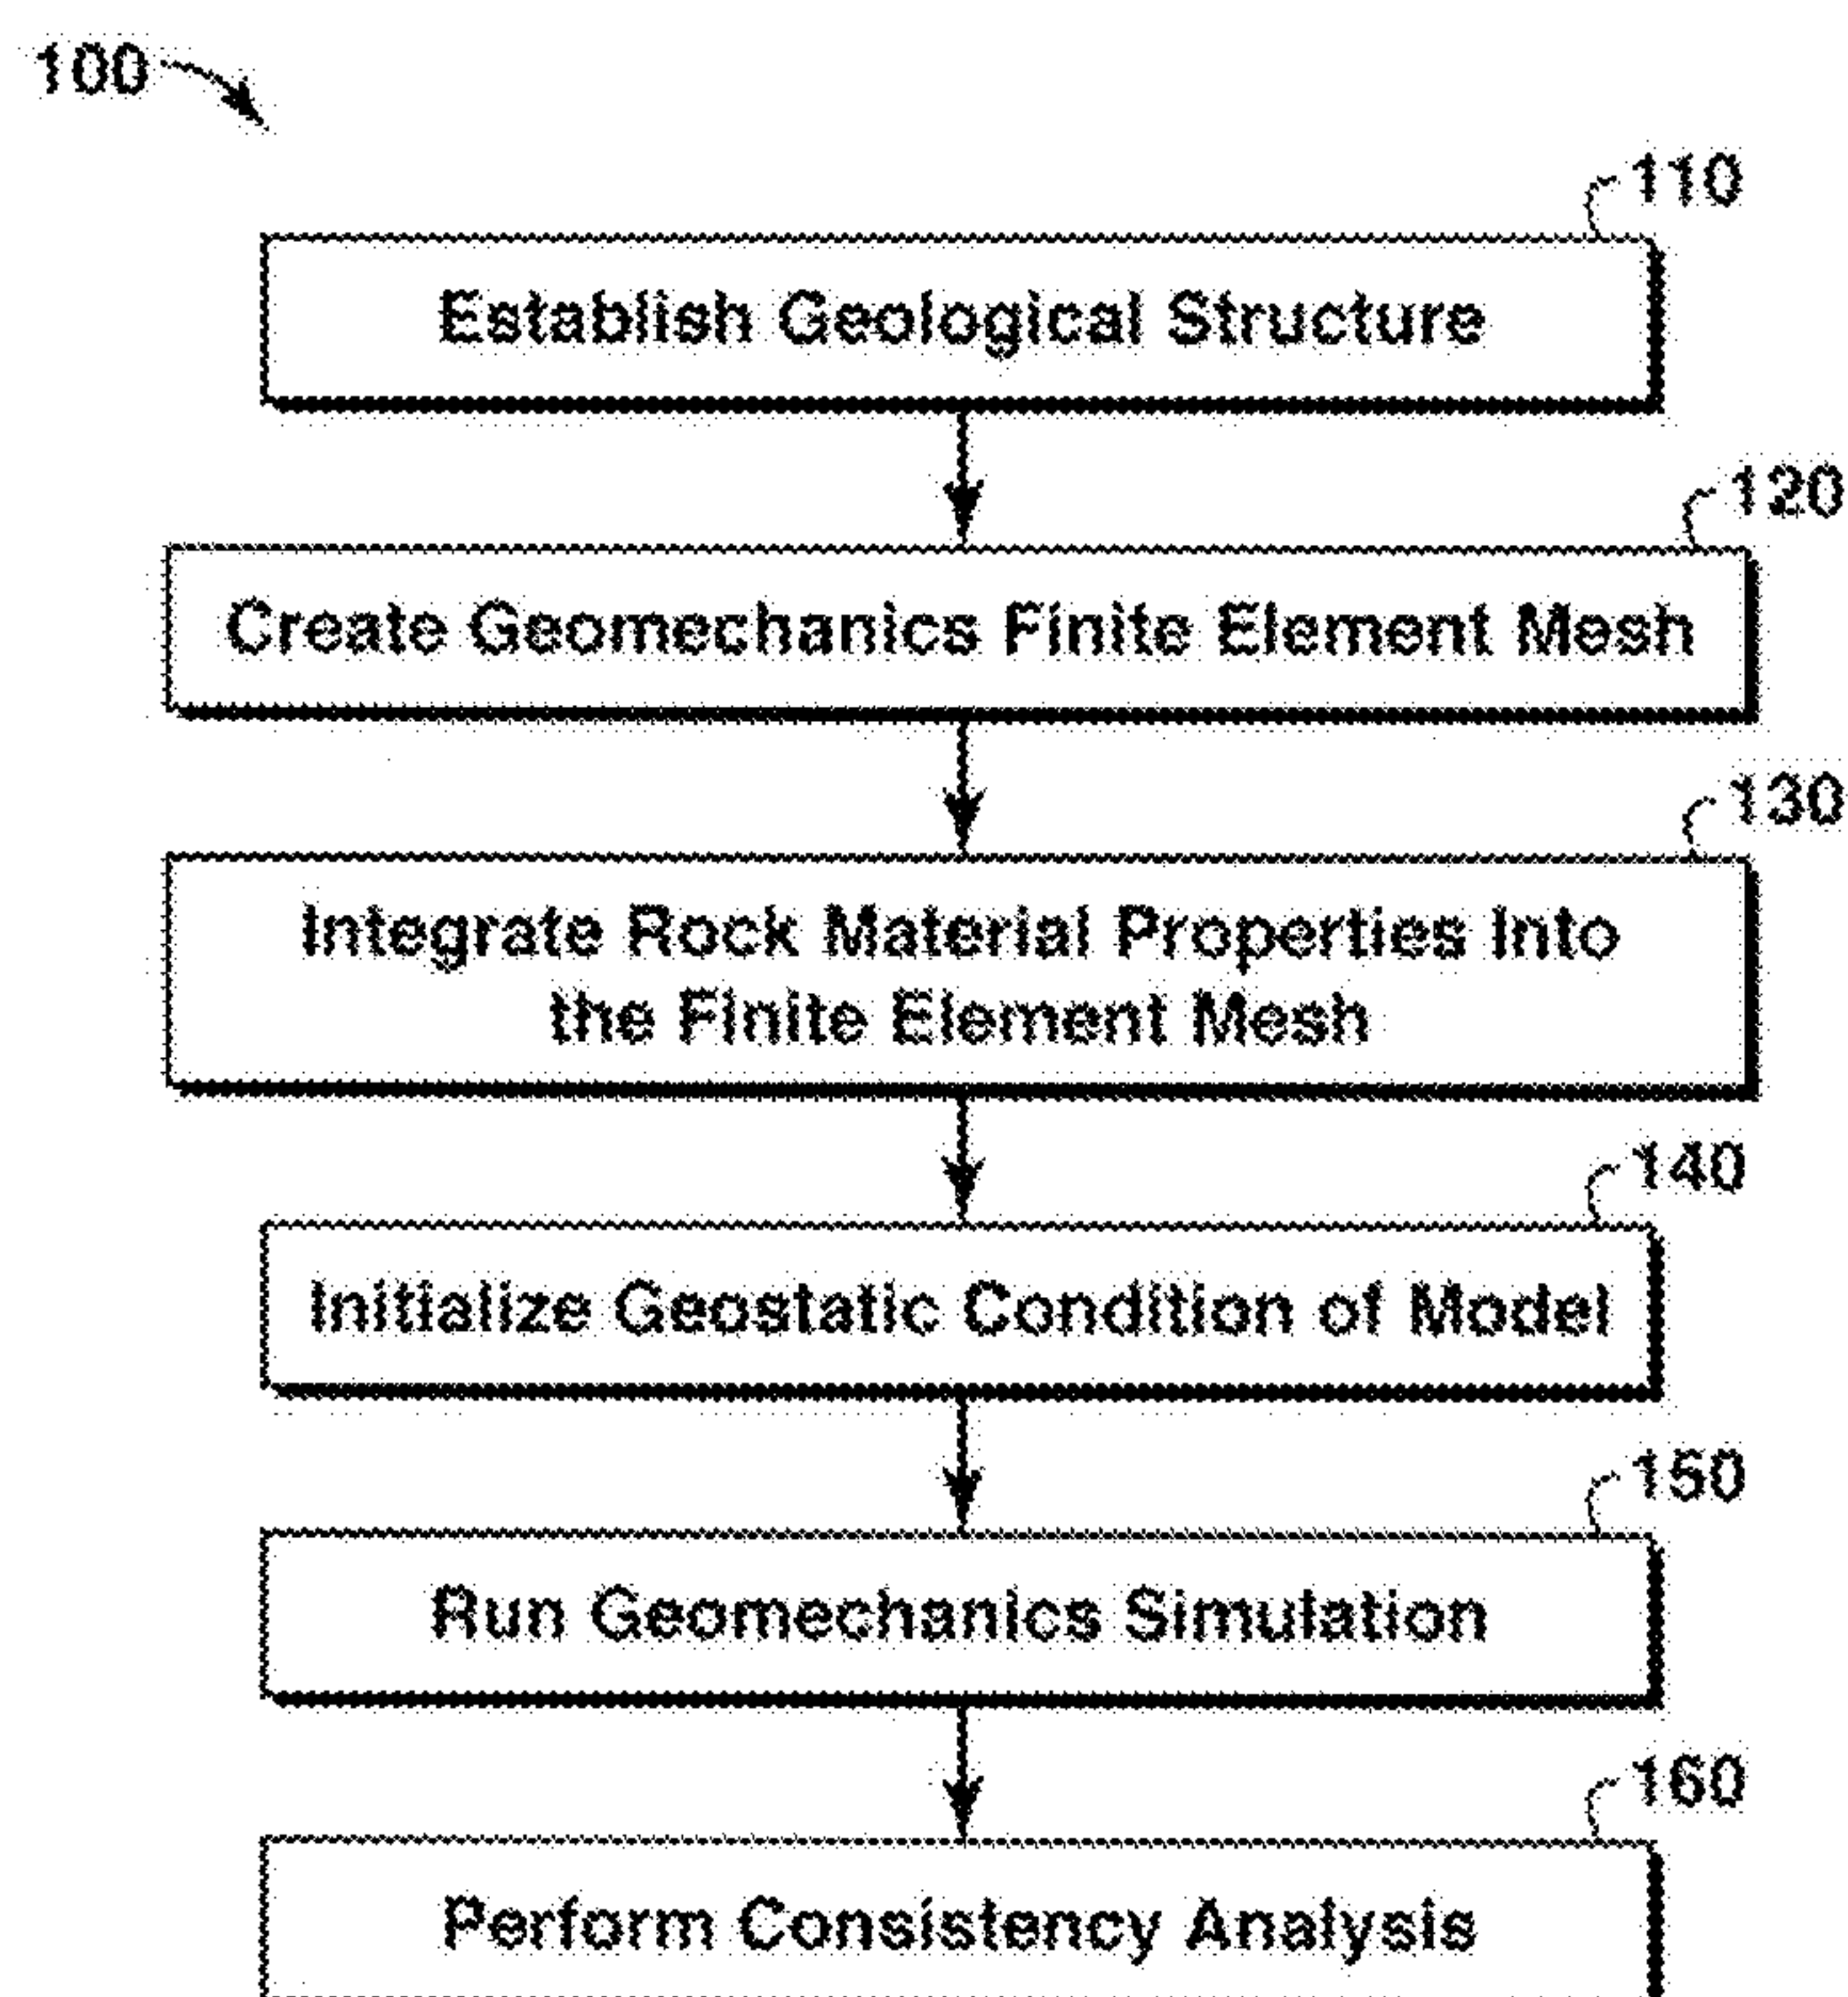 100
110
Establish Geological Structure
120
Create Geomechanics Finite Element Mesh
130
Integrate Rock Material Properties Into
the Finite Element Mesh
140
Initialize Geostatic Condition of Model
150
Run Geomechanics Simulation
160
Perform Consistency Analysis